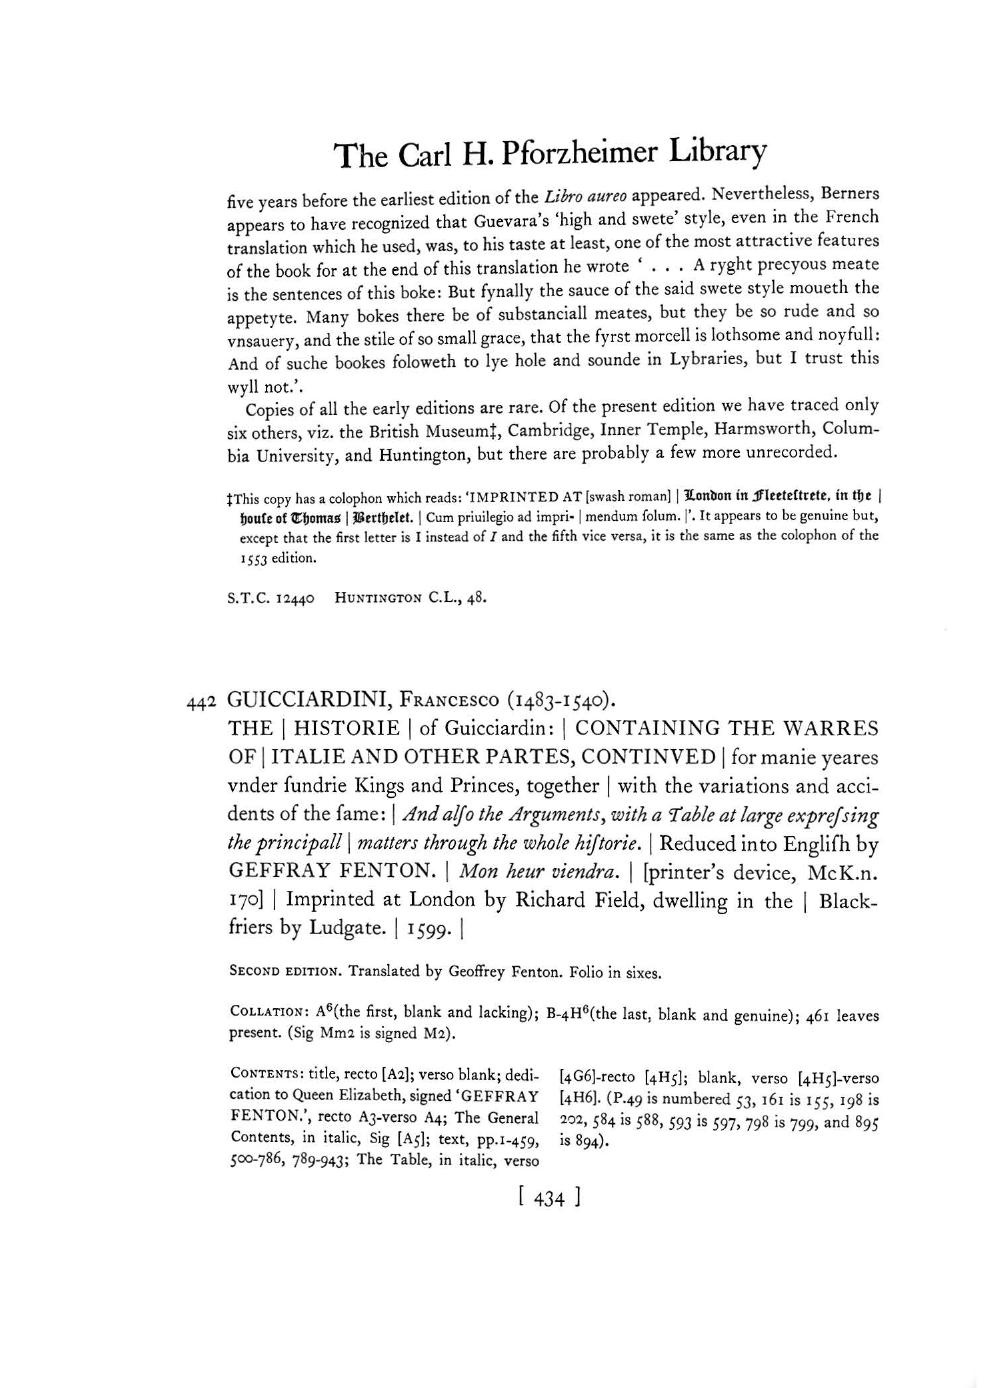 The Carl H. Pforzheimer Library
five years before the earliest edition of the Libro aureo appeared. Nevertheless, Berners
appears to have recognized that Guevara's 'high and swete' style, even in the French
translation which he used, was, to his taste at least, one of the most attractive features
of the book for at the end of this translation he wrote ' . . . A ryght precyous meate
is the sentences of this boke: But fynally the sauce of the said swete style moueth the
appetyte. Many bokes there be of substanciall meates, but they be so rude and so
vnsauery, and the stile of so small grace, that the fyrst morcell is lothsome and noyfull:
And of suche bookes foloweth to lye hole and sounde in Lybraries, but I trust this
wyll not.'.
Copies of all the early editions are rare. Of the present edition we have traced only
six others, viz. the British Museum‡, Cambridge, Inner Temple, Harmsworth, Colum-
bia University, and Huntington, but there are probably a few more unrecorded.
‡This copy has a colophon which reads: 'IMPRINTED AT [swash roman] | London in Fleeteſtrete, in the |
houſe of Thomas | Berthelet. | Cum priuilegio ad impri- | mendum ſolum. |'. It appears to be genuine but,
except that the first letter is I instead of I and the fifth vice versa, it is the same as the colophon of the
1553 edition.
S.T.C. 12440 HUNTINGTON C.L., 48.
442 GUICCIARDINI, FRANCESCO (1483-1540).
THE | HISTORIE | of Guicciardin: | CONTAINING THE WARRES
OF | ITALIE AND OTHER PARTES, CONTINVED | for manie yeares
vnder ſundrie Kings and Princes, together | with the variations and acci-
dents of the ſame: | And alſo the Arguments, with a Table at large expreſsing
the principall | matters through the whole hiſtorie. | Reduced into Engliſh by
GEFFRAY FENTON. | Mon heur viendra. | [printer's device, McK.n.
170] | Imprinted at London by Richard Field, dwelling in the | Black-
friers by Ludgate. | 1599. |
SECOND EDITION. Translated by Geoffrey Fenton. Folio in sixes.
COLLATION: A⁶(the first, blank and lacking); B-4H⁶(the last, blank and genuine); 461 leaves
present. (Sig Mm2 is signed M2).
CONTENTS: title, recto [A2]; verso blank; dedi-
cation to Queen Elizabeth, signed 'GEFFRAY
FENTON.', recto A3-verso A4; The General
Contents, in italic, Sig [A5]; text, pp.1-459,
500-786, 789-943; The Table, in italic, verso
[4G6]-recto [4H5]; blank, verso [4H5]-verso
[4H6]. (P.49 is numbered 53, 161 is 155, 198 is
202, 584 is 588, 593 is 597, 798 is 799, and 895
is 894).
[ 434 ]